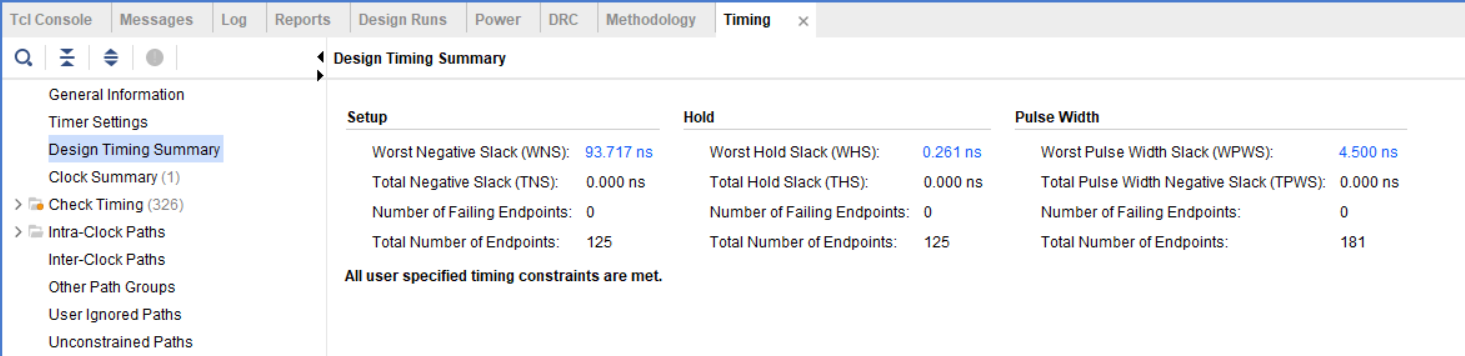 Tcl Console Messages Log Reports Design Runs Power DRC Methodology Timing
Design Timing Summary
General Information
Timer Settings
Design Timing Summary
Clock Summary (1)
Check Timing (326)
Intra-Clock Paths
Inter-Clock Paths
Other Path Groups
User Ignored Paths
Unconstrained Paths
Setup Hold Pulse Width
Worst Negative Slack (WNS): 93.717 ns Worst Hold Slack (WHS): 0.261 ns Worst Pulse Width Slack (WPWS): 4.500 ns
Total Negative Slack (TNS): 0.000 ns Total Hold Slack (THS): 0.000 ns Total Pulse Width Negative Slack (TPWS): 0.000 ns
Number of Failing Endpoints: 0 Number of Failing Endpoints: 0 Number of Failing Endpoints: 0
Total Number of Endpoints: 125 Total Number of Endpoints: 125 Total Number of Endpoints: 181
All user specified timing constraints are met.